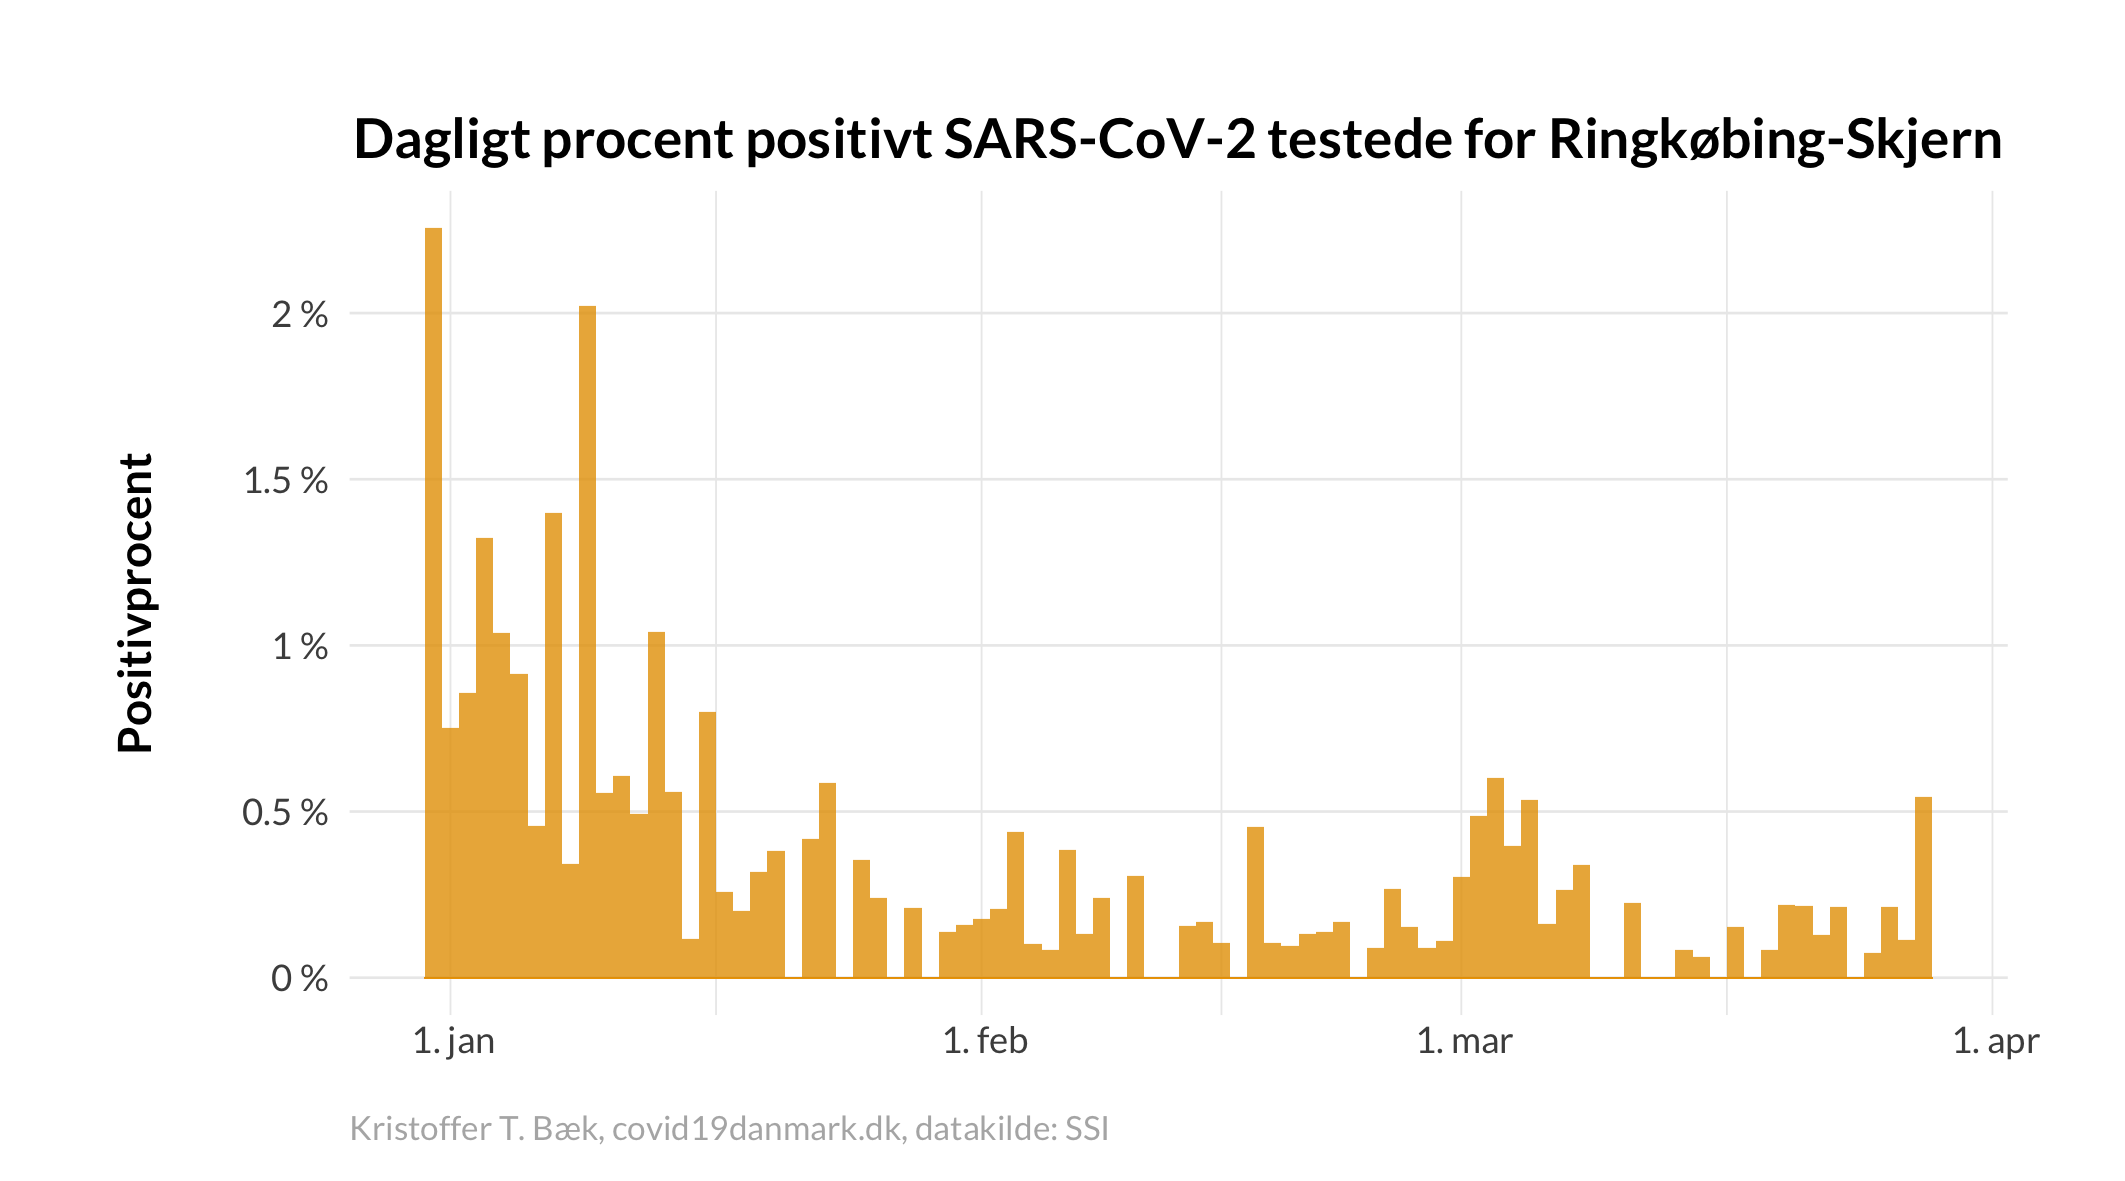 Dagligt procent positivt SARS-CoV-2 testede for Ringkøbing-Skjern
Positivprocent
2 %
1.5 %
1 %
0.5 %
0 %
1. jan
1. feb
1. mar
1. apr
Kristoffer T. Bæk, covid19danmark.dk, datakilde: SSI